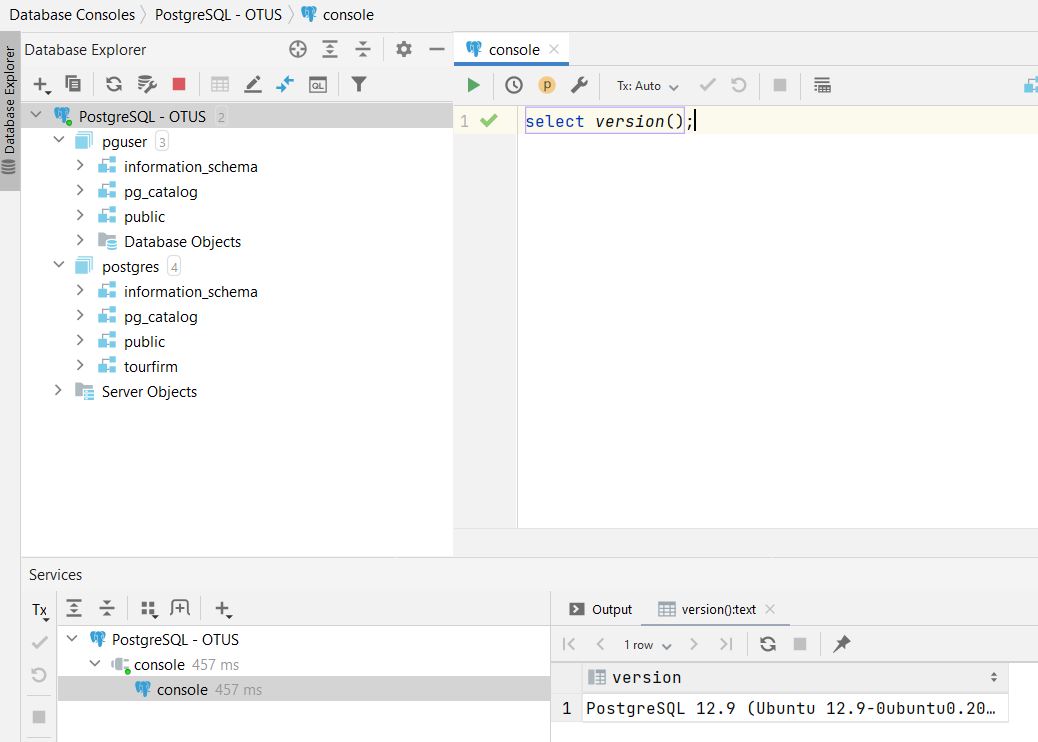 Database Consoles PostgreSQL - OTUS console
Database Explorer
Database Explorer
console
Tx: Auto
PostgreSQL - OTUS 2
pguser 3
information_schema
pg_catalog
public
Database Objects
postgres 4
information_schema
pg_catalog
public
tourfirm
Server Objects
1 select version();
Services
Tx
PostgreSQL - OTUS
console 457 ms
console 457 ms
Output version():text
1 row
version
1 PostgreSQL 12.9 (Ubuntu 12.9-0ubuntu0.20…